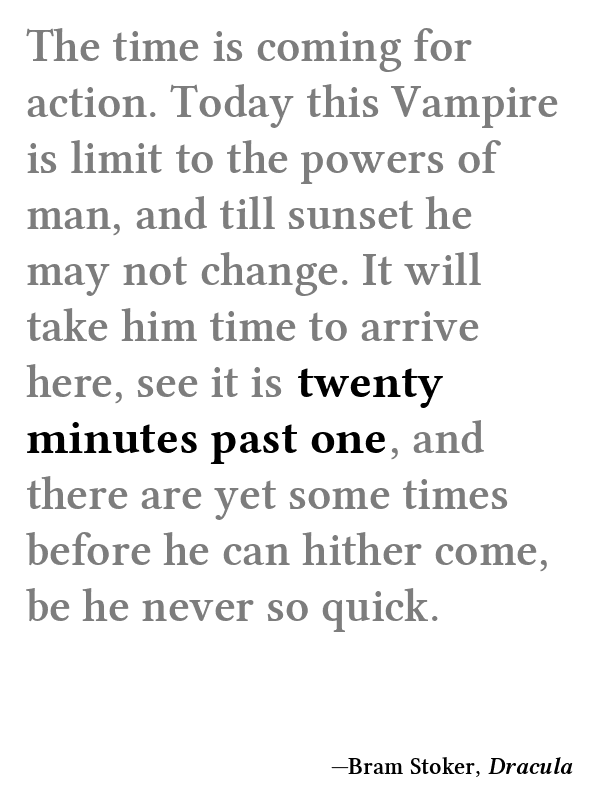 The time is coming for
action. Today this Vampire
is limit to the powers of
man, and till sunset he
may not change. It will
take him time to arrive
here, see it is twenty
minutes past one, and
there are yet some times
before he can hither come,
be he never so quick.
—Bram Stoker, Dracula